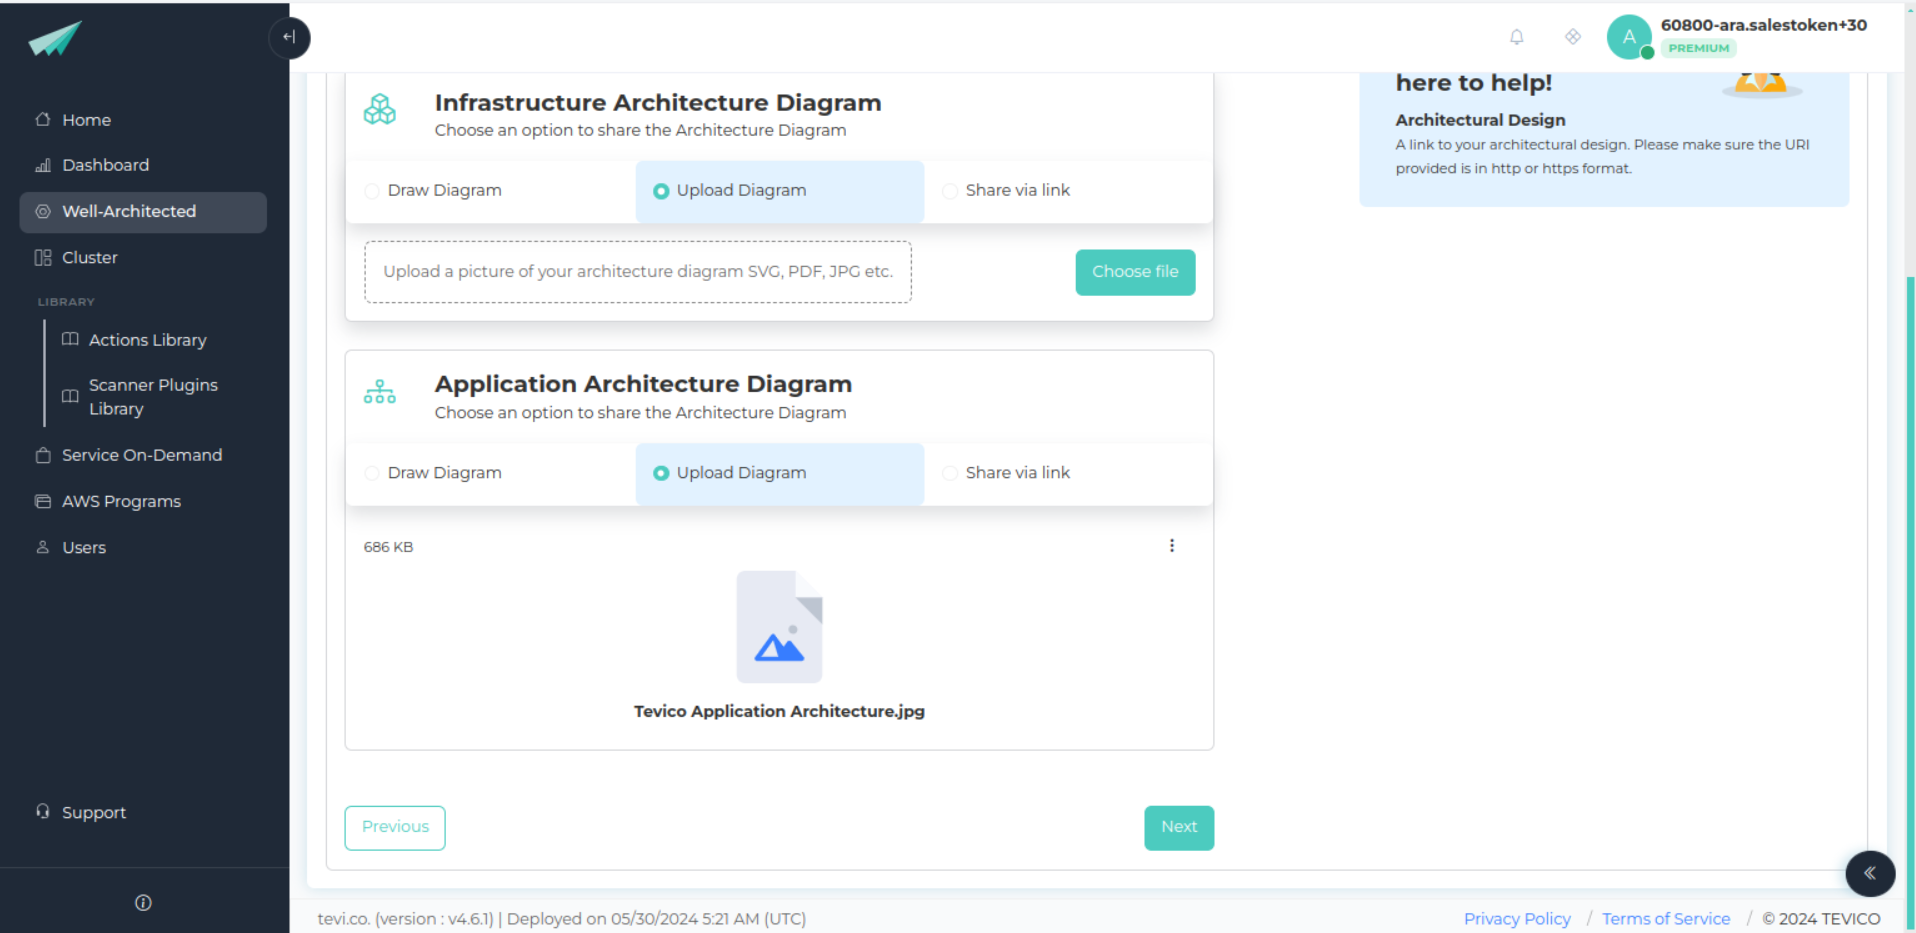 60800-ara.salestoken+30
A
PREMIUM
Home
Dashboard
Well-Architected
Cluster
LIBRARY
Actions Library
Scanner Plugins
Library
Service On-Demand
AWS Programs
Users
Support
Infrastructure Architecture Diagram
Choose an option to share the Architecture Diagram
Draw Diagram
Upload Diagram
Share via link
Upload a picture of your architecture diagram SVG, PDF, JPG etc.
Choose file
Application Architecture Diagram
Choose an option to share the Architecture Diagram
Draw Diagram
Upload Diagram
Share via link
686 KB
Tevico Application Architecture.jpg
Previous
Next
here to help!
Architectural Design
A link to your architectural design. Please make sure the URI
provided is in http or https format.
tevi.co. (version : v4.6.1) | Deployed on 05/30/2024 5:21 AM (UTC)
Privacy Policy / Terms of Service / © 2024 TEVICO